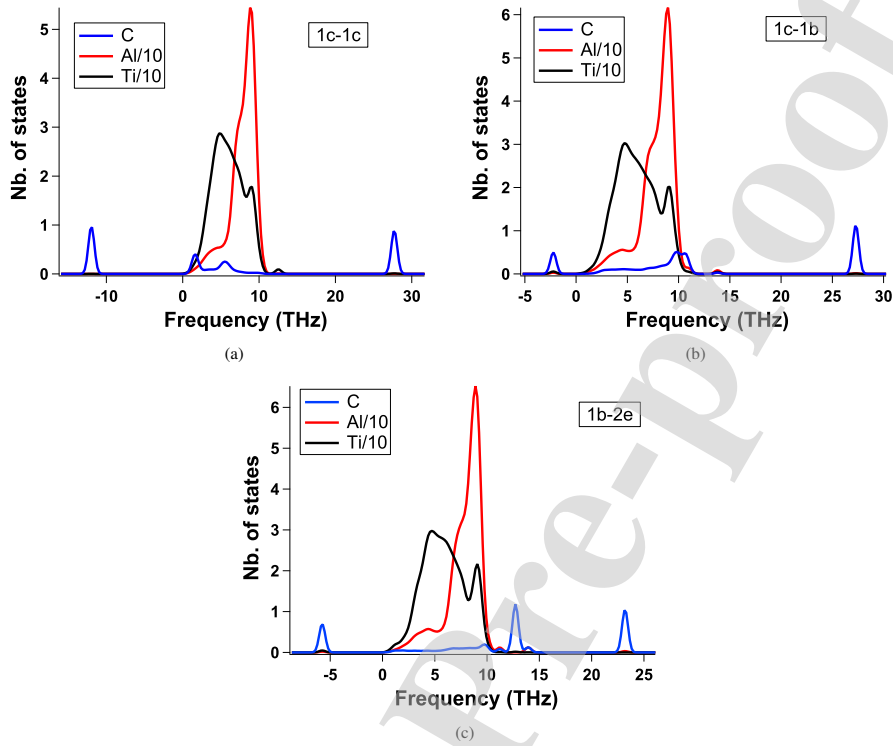 1c-1c
C
Al/10
Ti/10
Nb. of states
5
4
3
2
1
0
-10 0 10 20 30
Frequency (THz)
(a)
1c-1b
C
Al/10
Ti/10
Nb. of states
6
5
4
3
2
1
0
-5 0 5 10 15 20 25 30
Frequency (THz)
(b)
1b-2e
C
Al/10
Ti/10
Nb. of states
6
5
4
3
2
1
0
-5 0 5 10 15 20 25
Frequency (THz)
(c)
Pre-proof